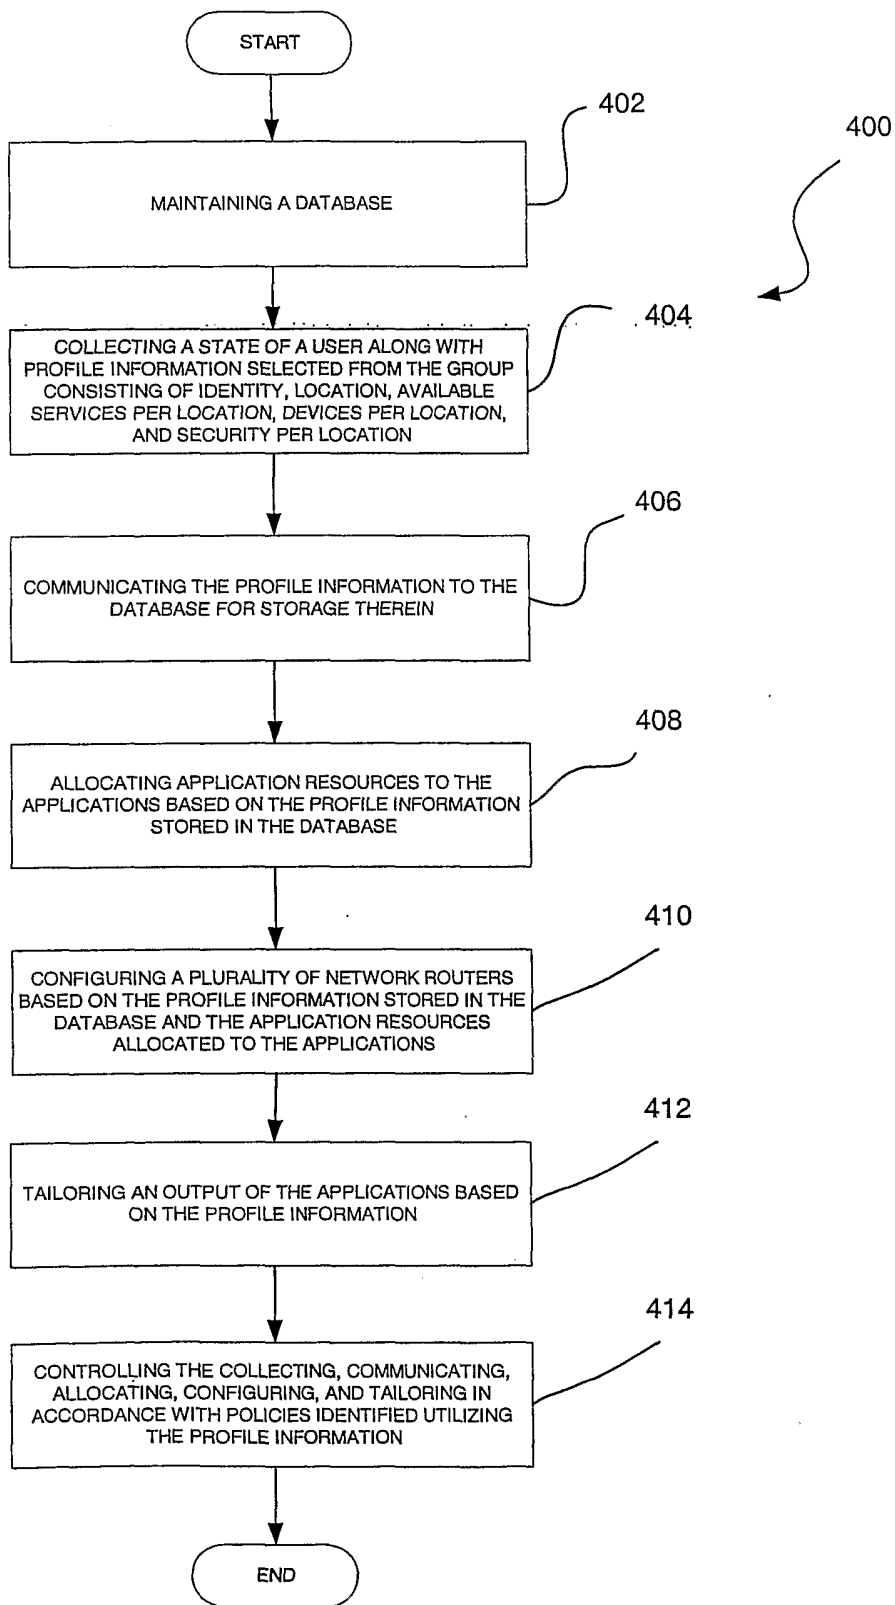 START
402
400
MAINTAINING A DATABASE
404
COLLECTING A STATE OF A USER ALONG WITH
PROFILE INFORMATION SELECTED FROM THE GROUP
CONSISTING OF IDENTITY, LOCATION, AVAILABLE
SERVICES PER LOCATION, DEVICES PER LOCATION,
AND SECURITY PER LOCATION
406
COMMUNICATING THE PROFILE INFORMATION TO THE
DATABASE FOR STORAGE THEREIN
408
ALLOCATING APPLICATION RESOURCES TO THE
APPLICATIONS BASED ON THE PROFILE INFORMATION
STORED IN THE DATABASE
410
CONFIGURING A PLURALITY OF NETWORK ROUTERS
BASED ON THE PROFILE INFORMATION STORED IN THE
DATABASE AND THE APPLICATION RESOURCES
ALLOCATED TO THE APPLICATIONS
412
TAILORING AN OUTPUT OF THE APPLICATIONS BASED
ON THE PROFILE INFORMATION
414
CONTROLLING THE COLLECTING, COMMUNICATING,
ALLOCATING, CONFIGURING, AND TAILORING IN
ACCORDANCE WITH POLICIES IDENTIFIED UTILIZING
THE PROFILE INFORMATION
END